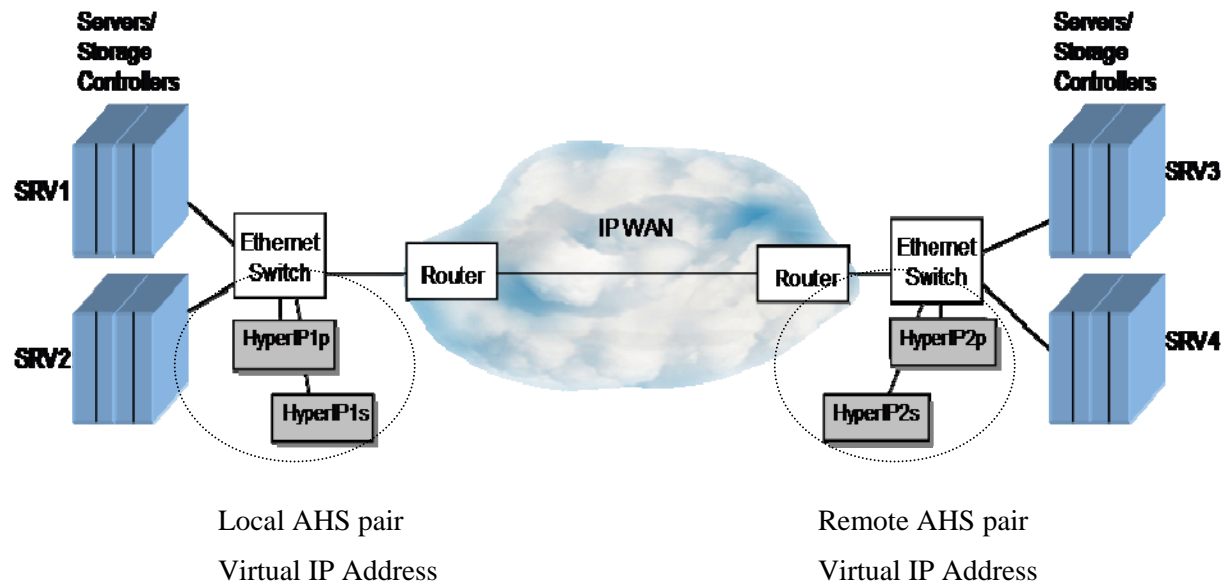 Servers/
Storage
Controllers
Servers/
Storage
Controllers
SRV1
SRV2
Ethernet
Switch
Router
IP WAN
Router
Ethernet
Switch
SRV3
SRV4
HyperIP1p
HyperIP1s
HyperIP2p
HyperIP2s
Local AHS pair
Virtual IP Address
Remote AHS pair
Virtual IP Address